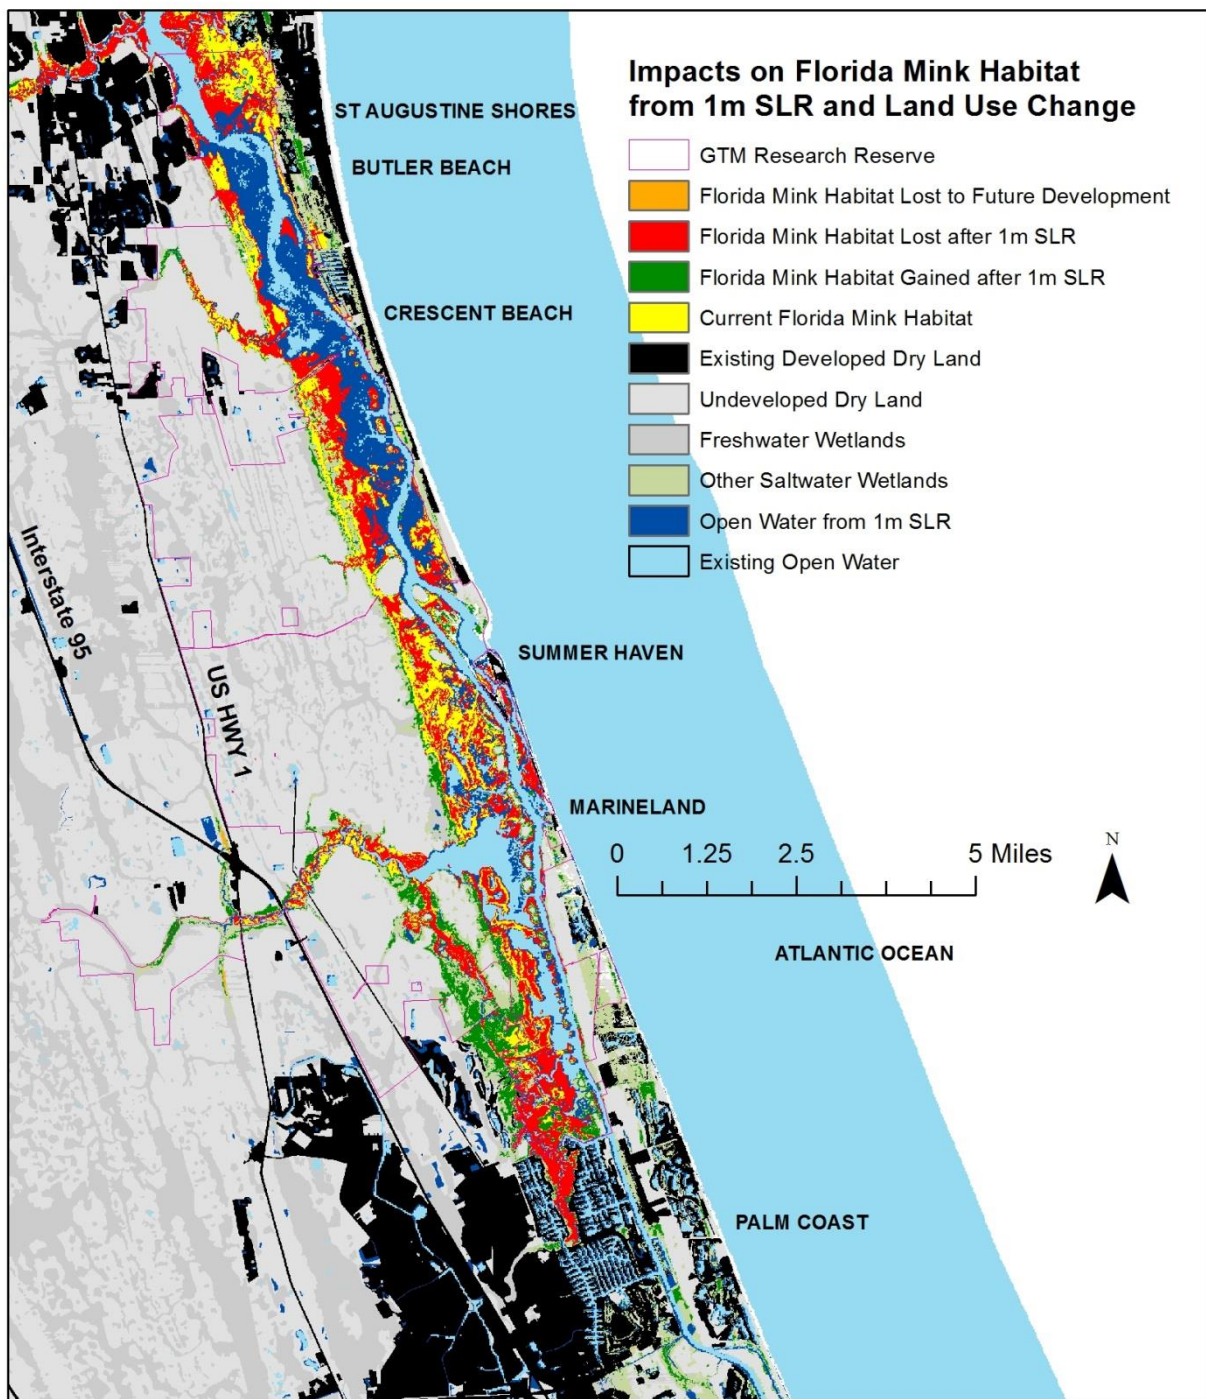 Impacts on Florida Mink Habitat
from 1m SLR and Land Use Change
GTM Research Reserve
Florida Mink Habitat Lost to Future Development
Florida Mink Habitat Lost after 1m SLR
Florida Mink Habitat Gained after 1m SLR
Current Florida Mink Habitat
Existing Developed Dry Land
Undeveloped Dry Land
Freshwater Wetlands
Other Saltwater Wetlands
Open Water from 1m SLR
Existing Open Water
ST AUGUSTINE SHORES
BUTLER BEACH
CRESCENT BEACH
Interstate 95
US HWY 1
SUMMER HAVEN
MARINELAND
0 1.25 2.5 5 Miles
N
ATLANTIC OCEAN
PALM COAST